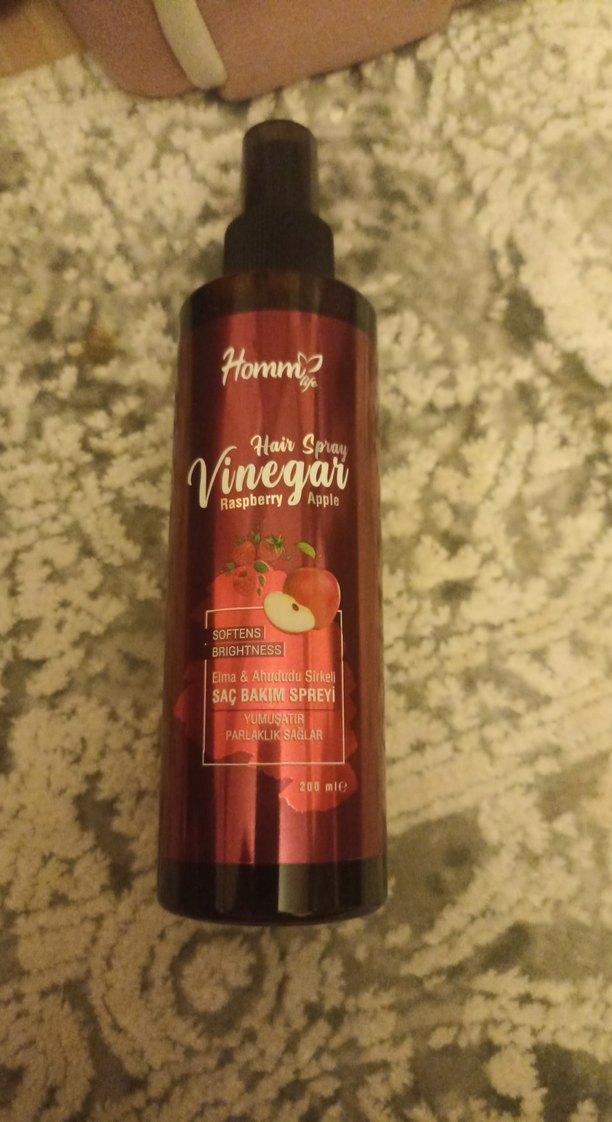 Homm
life
Hair Spray
Vinegar
Raspberry Apple
SOFTENS
BRIGHTNESS
Elma & Ahududu Sirkeli
SAÇ BAKIM SPREYİ
YUMUŞATIR
PARLAKLIK SAĞLAR
200 ml℮